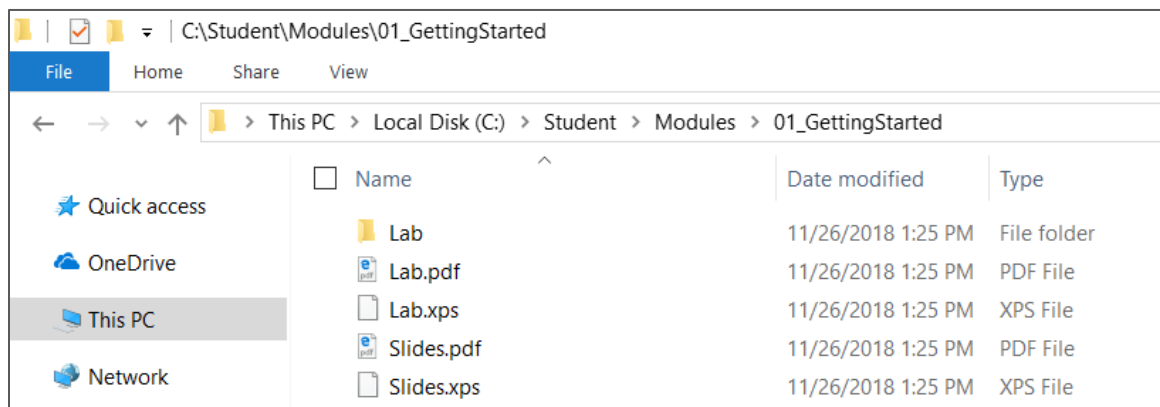 C:\Student\Modules\01_GettingStarted
File Home Share View
This PC > Local Disk (C:) > Student > Modules > 01_GettingStarted
Name Date modified Type
Quick access
OneDrive
This PC
Network
Lab 11/26/2018 1:25 PM File folder
Lab.pdf 11/26/2018 1:25 PM PDF File
Lab.xps 11/26/2018 1:25 PM XPS File
Slides.pdf 11/26/2018 1:25 PM PDF File
Slides.xps 11/26/2018 1:25 PM XPS File